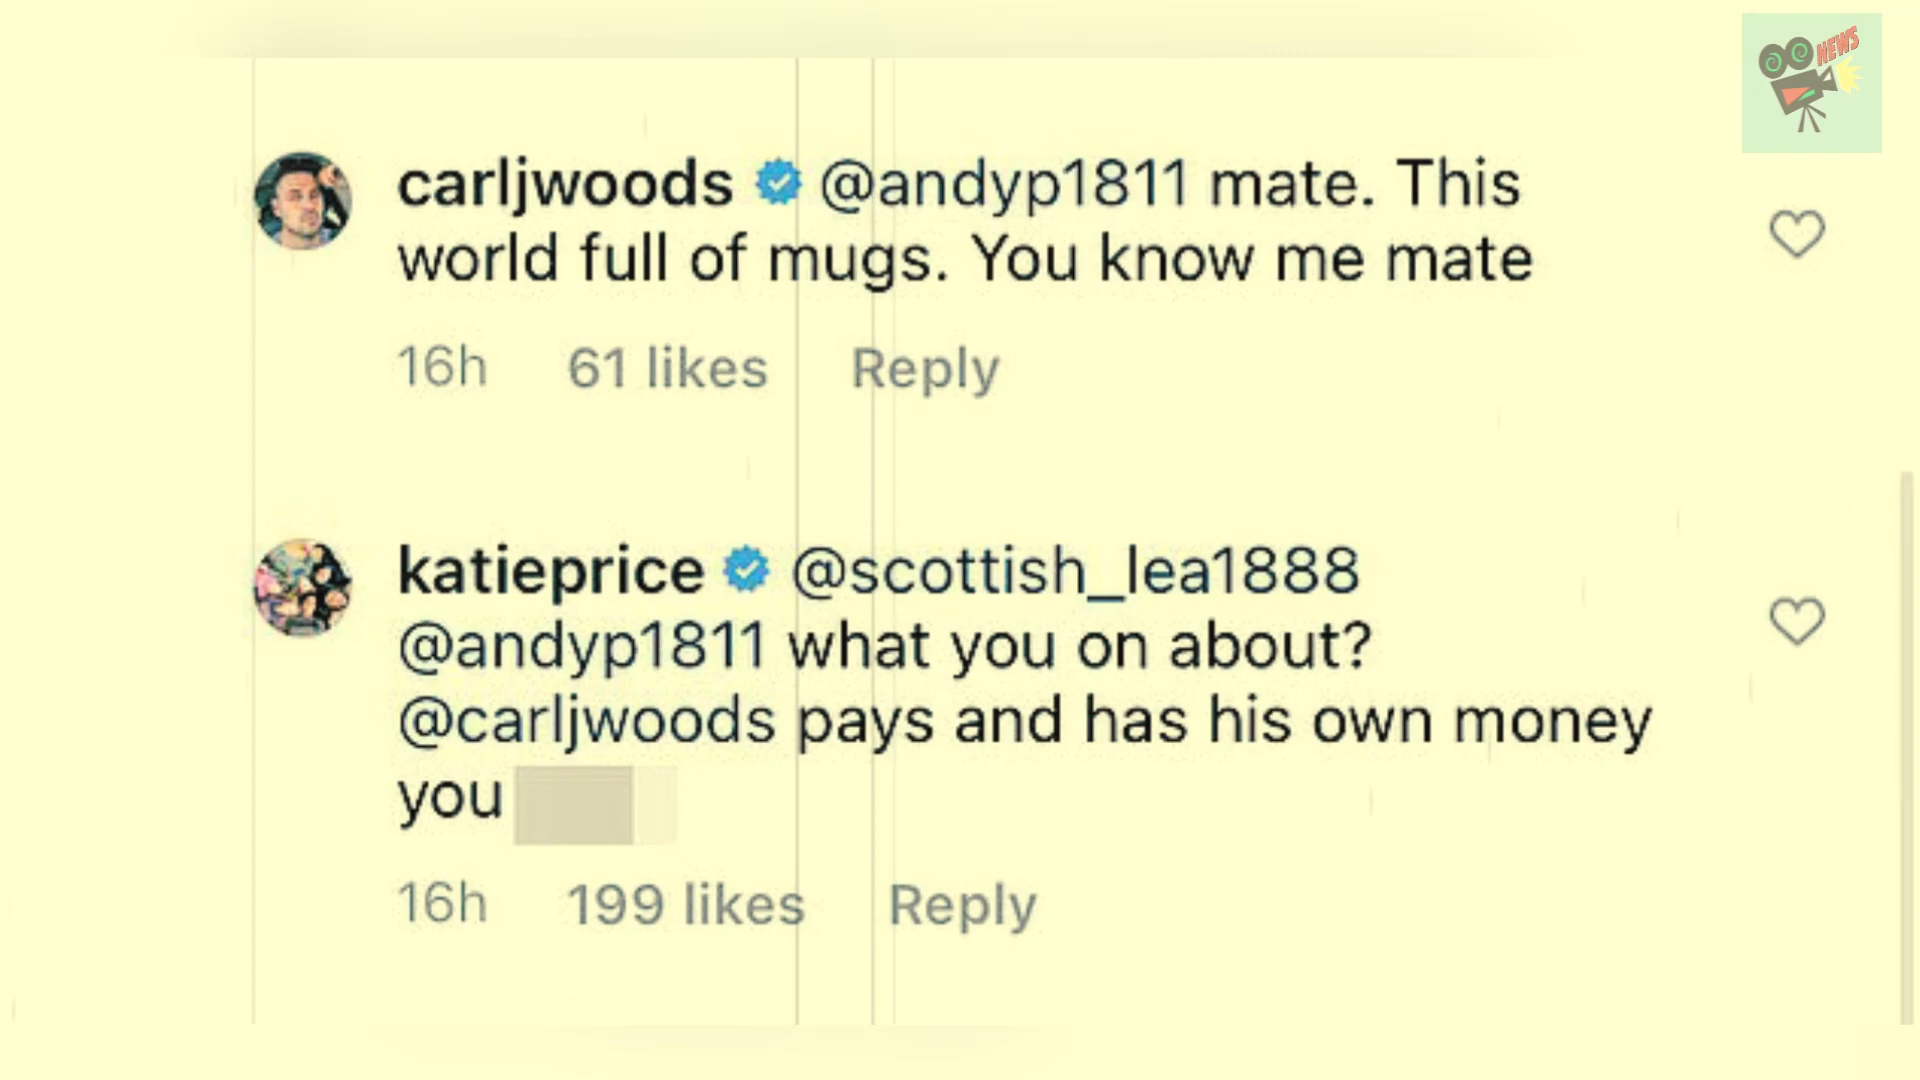 NEWS
carljwoods @andyp1811 mate. This
world full of mugs. You know me mate
16h 61 likes Reply
katieprice @scottish_lea1888
@andyp1811 what you on about?
@carljwoods pays and has his own money
you
16h 199 likes Reply